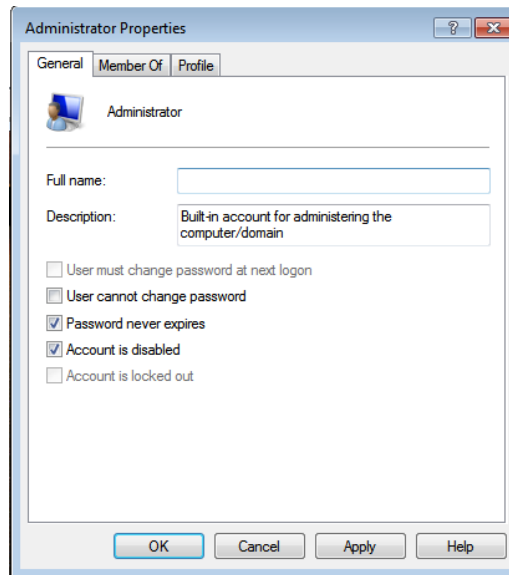 Administrator Properties
General Member Of Profile
Administrator
Full name:
Description: Built-in account for administering the
computer/domain
User must change password at next logon
User cannot change password
Password never expires
Account is disabled
Account is locked out
OK Cancel Apply Help